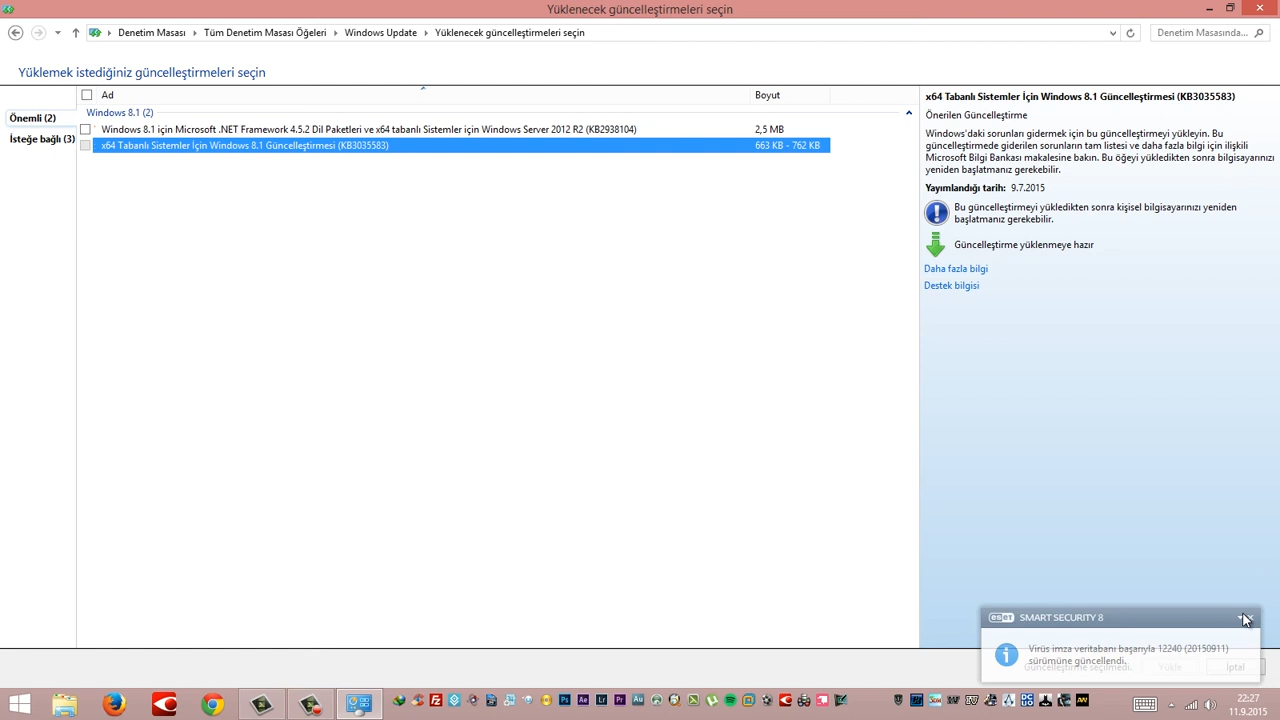 Yüklenecek güncelleştirmeleri seçin
Denetim Masası
Tüm Denetim Masası Öğeleri
Windows Update
Yüklenecek güncelleştirmeleri seçin
Denetim Masasında...
Yüklemek istediğiniz güncelleştirmeleri seçin
Ad
Boyut
Önemli (2)
İsteğe bağlı (3)
Windows 8.1 (2)
Windows 8.1 için Microsoft .NET Framework 4.5.2 Dil Paketleri ve x64 tabanlı Sistemler için Windows Server 2012 R2 (KB2938104)
2,5 MB
x64 Tabanlı Sistemler İçin Windows 8.1 Güncelleştirmesi (KB3035583)
663 KB - 762 KB
x64 Tabanlı Sistemler İçin Windows 8.1 Güncelleştirmesi (KB3035583)
Önerilen Güncelleştirme
Windows'daki sorunları gidermek için bu güncelleştirmeyi yükleyin. Bu
güncelleştirmede giderilen sorunların tam listesi ve daha fazla bilgi için ilişkili
Microsoft Bilgi Bankası makalesine bakın. Bu öğeyi yükledikten sonra bilgisayarınızı
yeniden başlatmanız gerekebilir.
Yayımlandığı tarih: 9.7.2015
Bu güncelleştirmeyi yükledikten sonra kişisel bilgisayarınızı yeniden
başlatmanız gerekebilir.
Güncelleştirme yüklenmeye hazır
Daha fazla bilgi
Destek bilgisi
eset SMART SECURITY 8
Virüs imza veritabanı başarıyla 12240 (20150911)
sürümüne güncellendi.
Güncelleştirme seçilmedi.
Yükle
İptal
22:27
11.9.2015